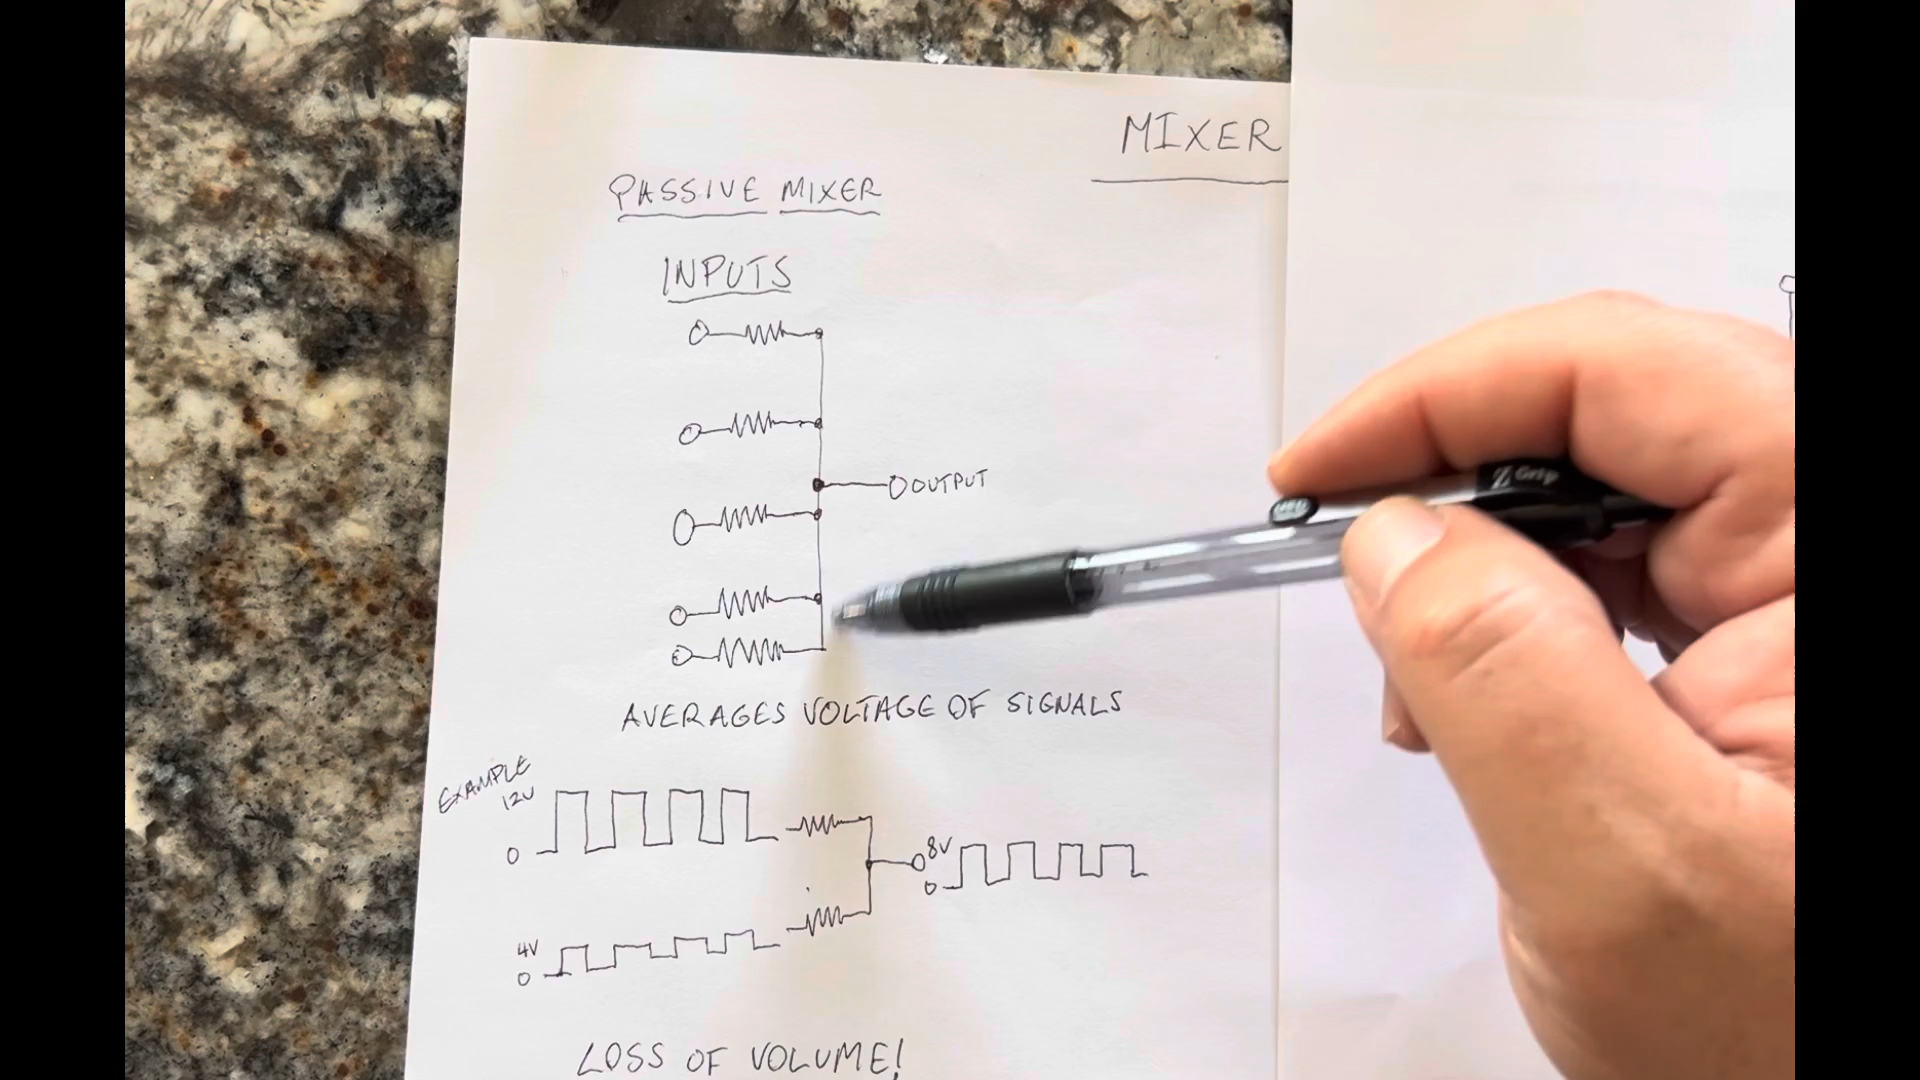 MIXER
PASSIVE MIXER
INPUTS
OUTPUT
Z Grip
AVERAGES VOLTAGE OF SIGNALS
EXAMPLE
12V
0
8V
0
4V
0
LOSS OF VOLUME!